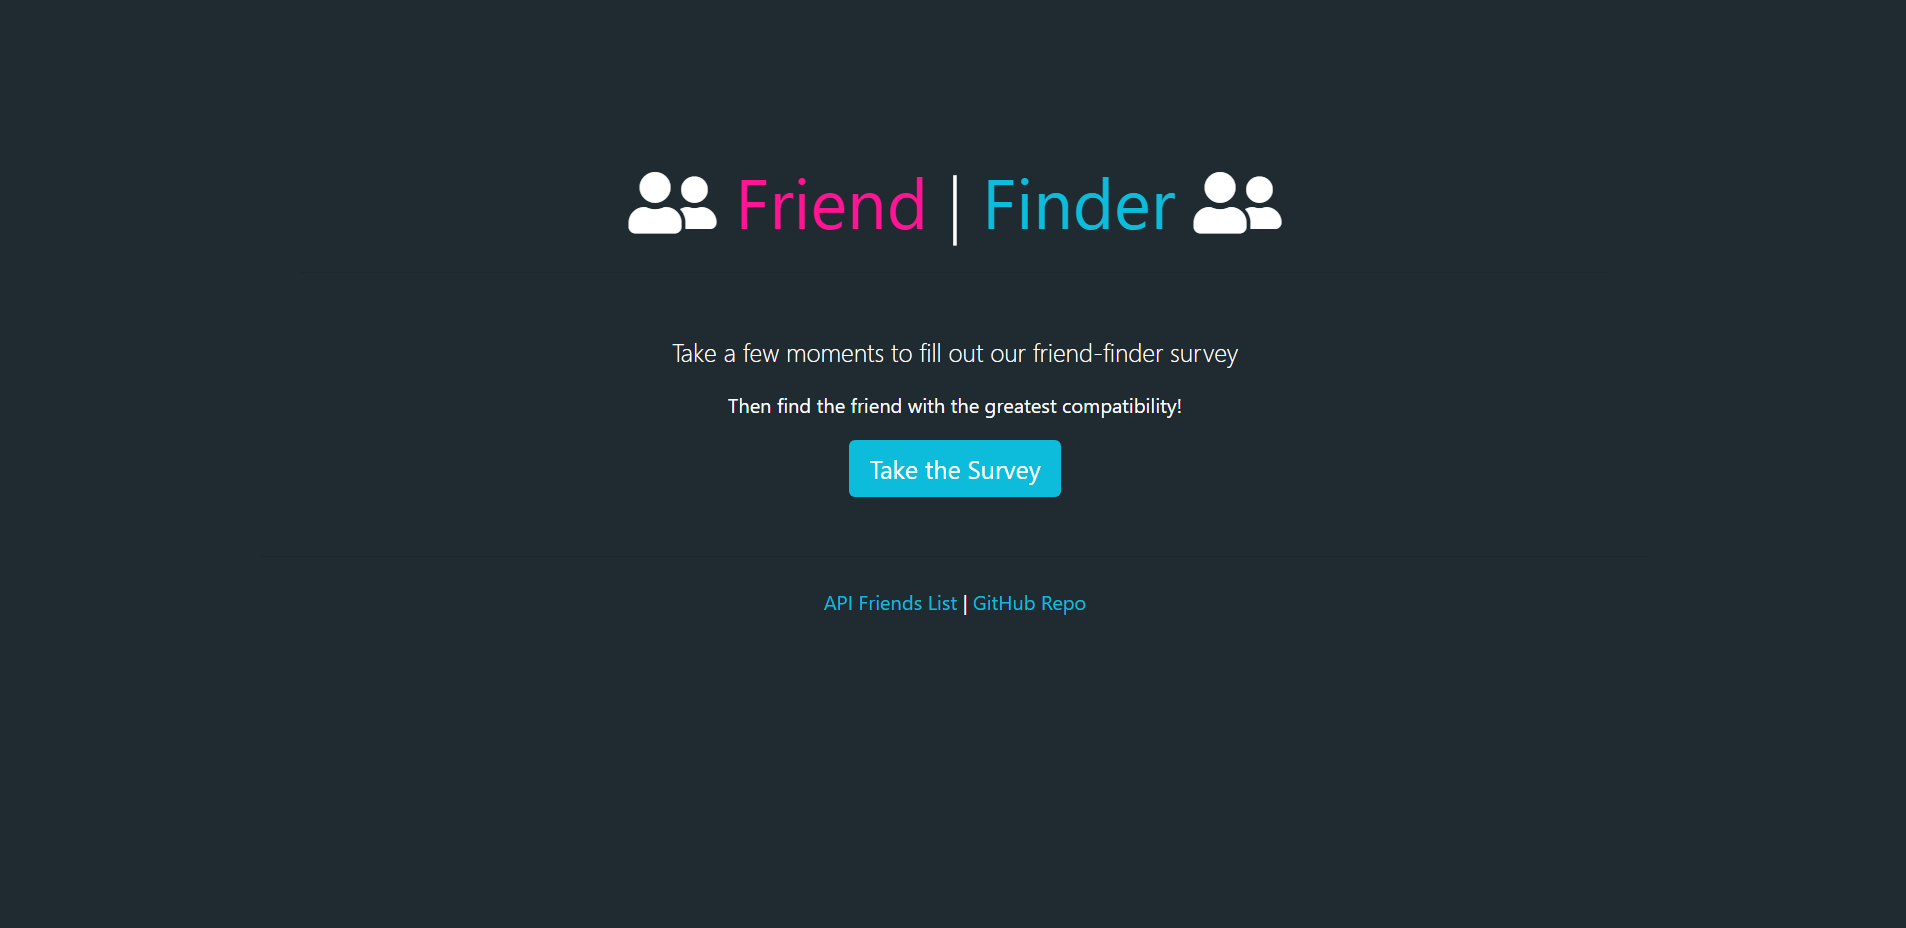 Friend | Finder
Take a few moments to fill out our friend-finder survey
Then find the friend with the greatest compatibility!
Take the Survey
API Friends List | GitHub Repo